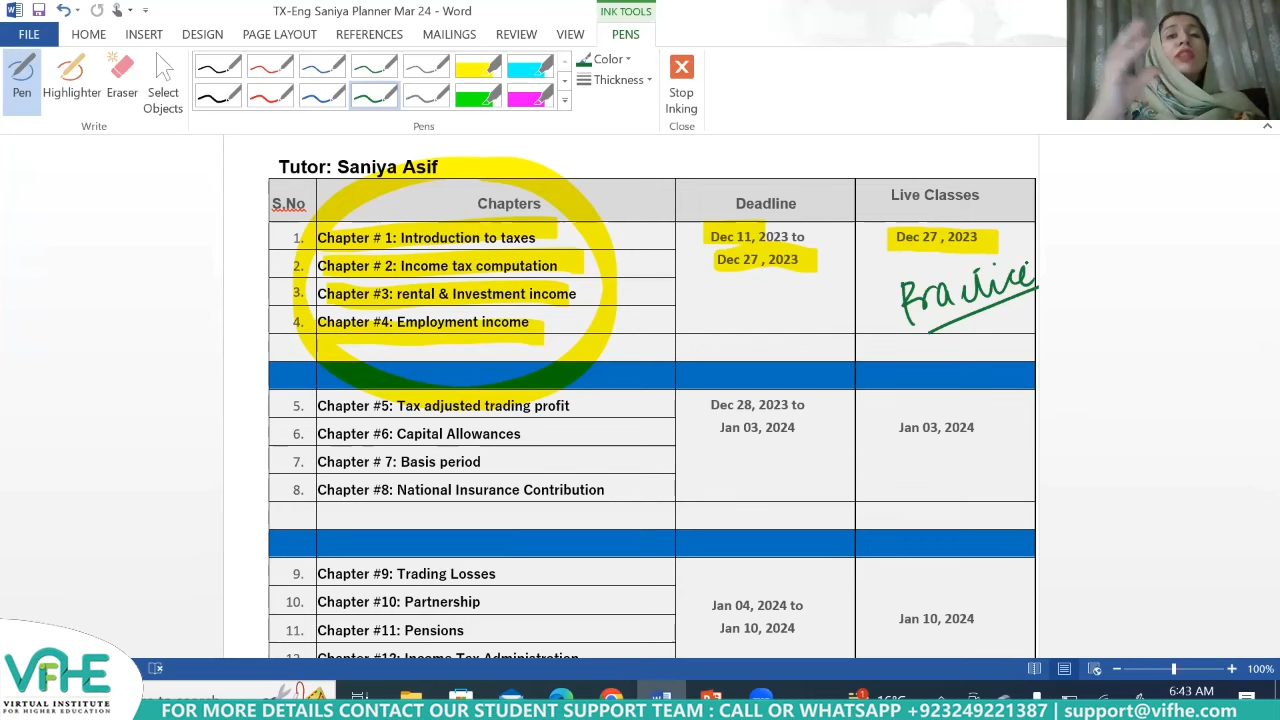 TX-Eng Saniya Planner Mar 24 - Word
INK TOOLS
FILE HOME INSERT DESIGN PAGE LAYOUT REFERENCES MAILINGS REVIEW VIEW PENS
Pen
Highlighter
Eraser
Select Objects
Color
Thickness
Stop Inking
Write
Pens
Close
Tutor: Saniya Asif
S.No Chapters Deadline Live Classes
1. Chapter # 1: Introduction to taxes Dec 11, 2023 to Dec 27 , 2023
2. Chapter # 2: Income tax computation Dec 27 , 2023
3. Chapter #3: rental & Investment income Practice
4. Chapter #4: Employment income
5. Chapter #5: Tax adjusted trading profit Dec 28, 2023 to
6. Chapter #6: Capital Allowances Jan 03, 2024 Jan 03, 2024
7. Chapter # 7: Basis period
8. Chapter #8: National Insurance Contribution
9. Chapter #9: Trading Losses
10. Chapter #10: Partnership Jan 04, 2024 to
11. Chapter #11: Pensions Jan 10, 2024 Jan 10, 2024
12. Chapter #12: Income Tax Administration
100%
6:43 AM
VFHE
VIRTUAL INSTITUTE
FOR HIGHER EDUCATION
FOR MORE DETAILS CONTACT OUR STUDENT SUPPORT TEAM : CALL OR WHATSAPP +923249221387 | support@vifhe.com